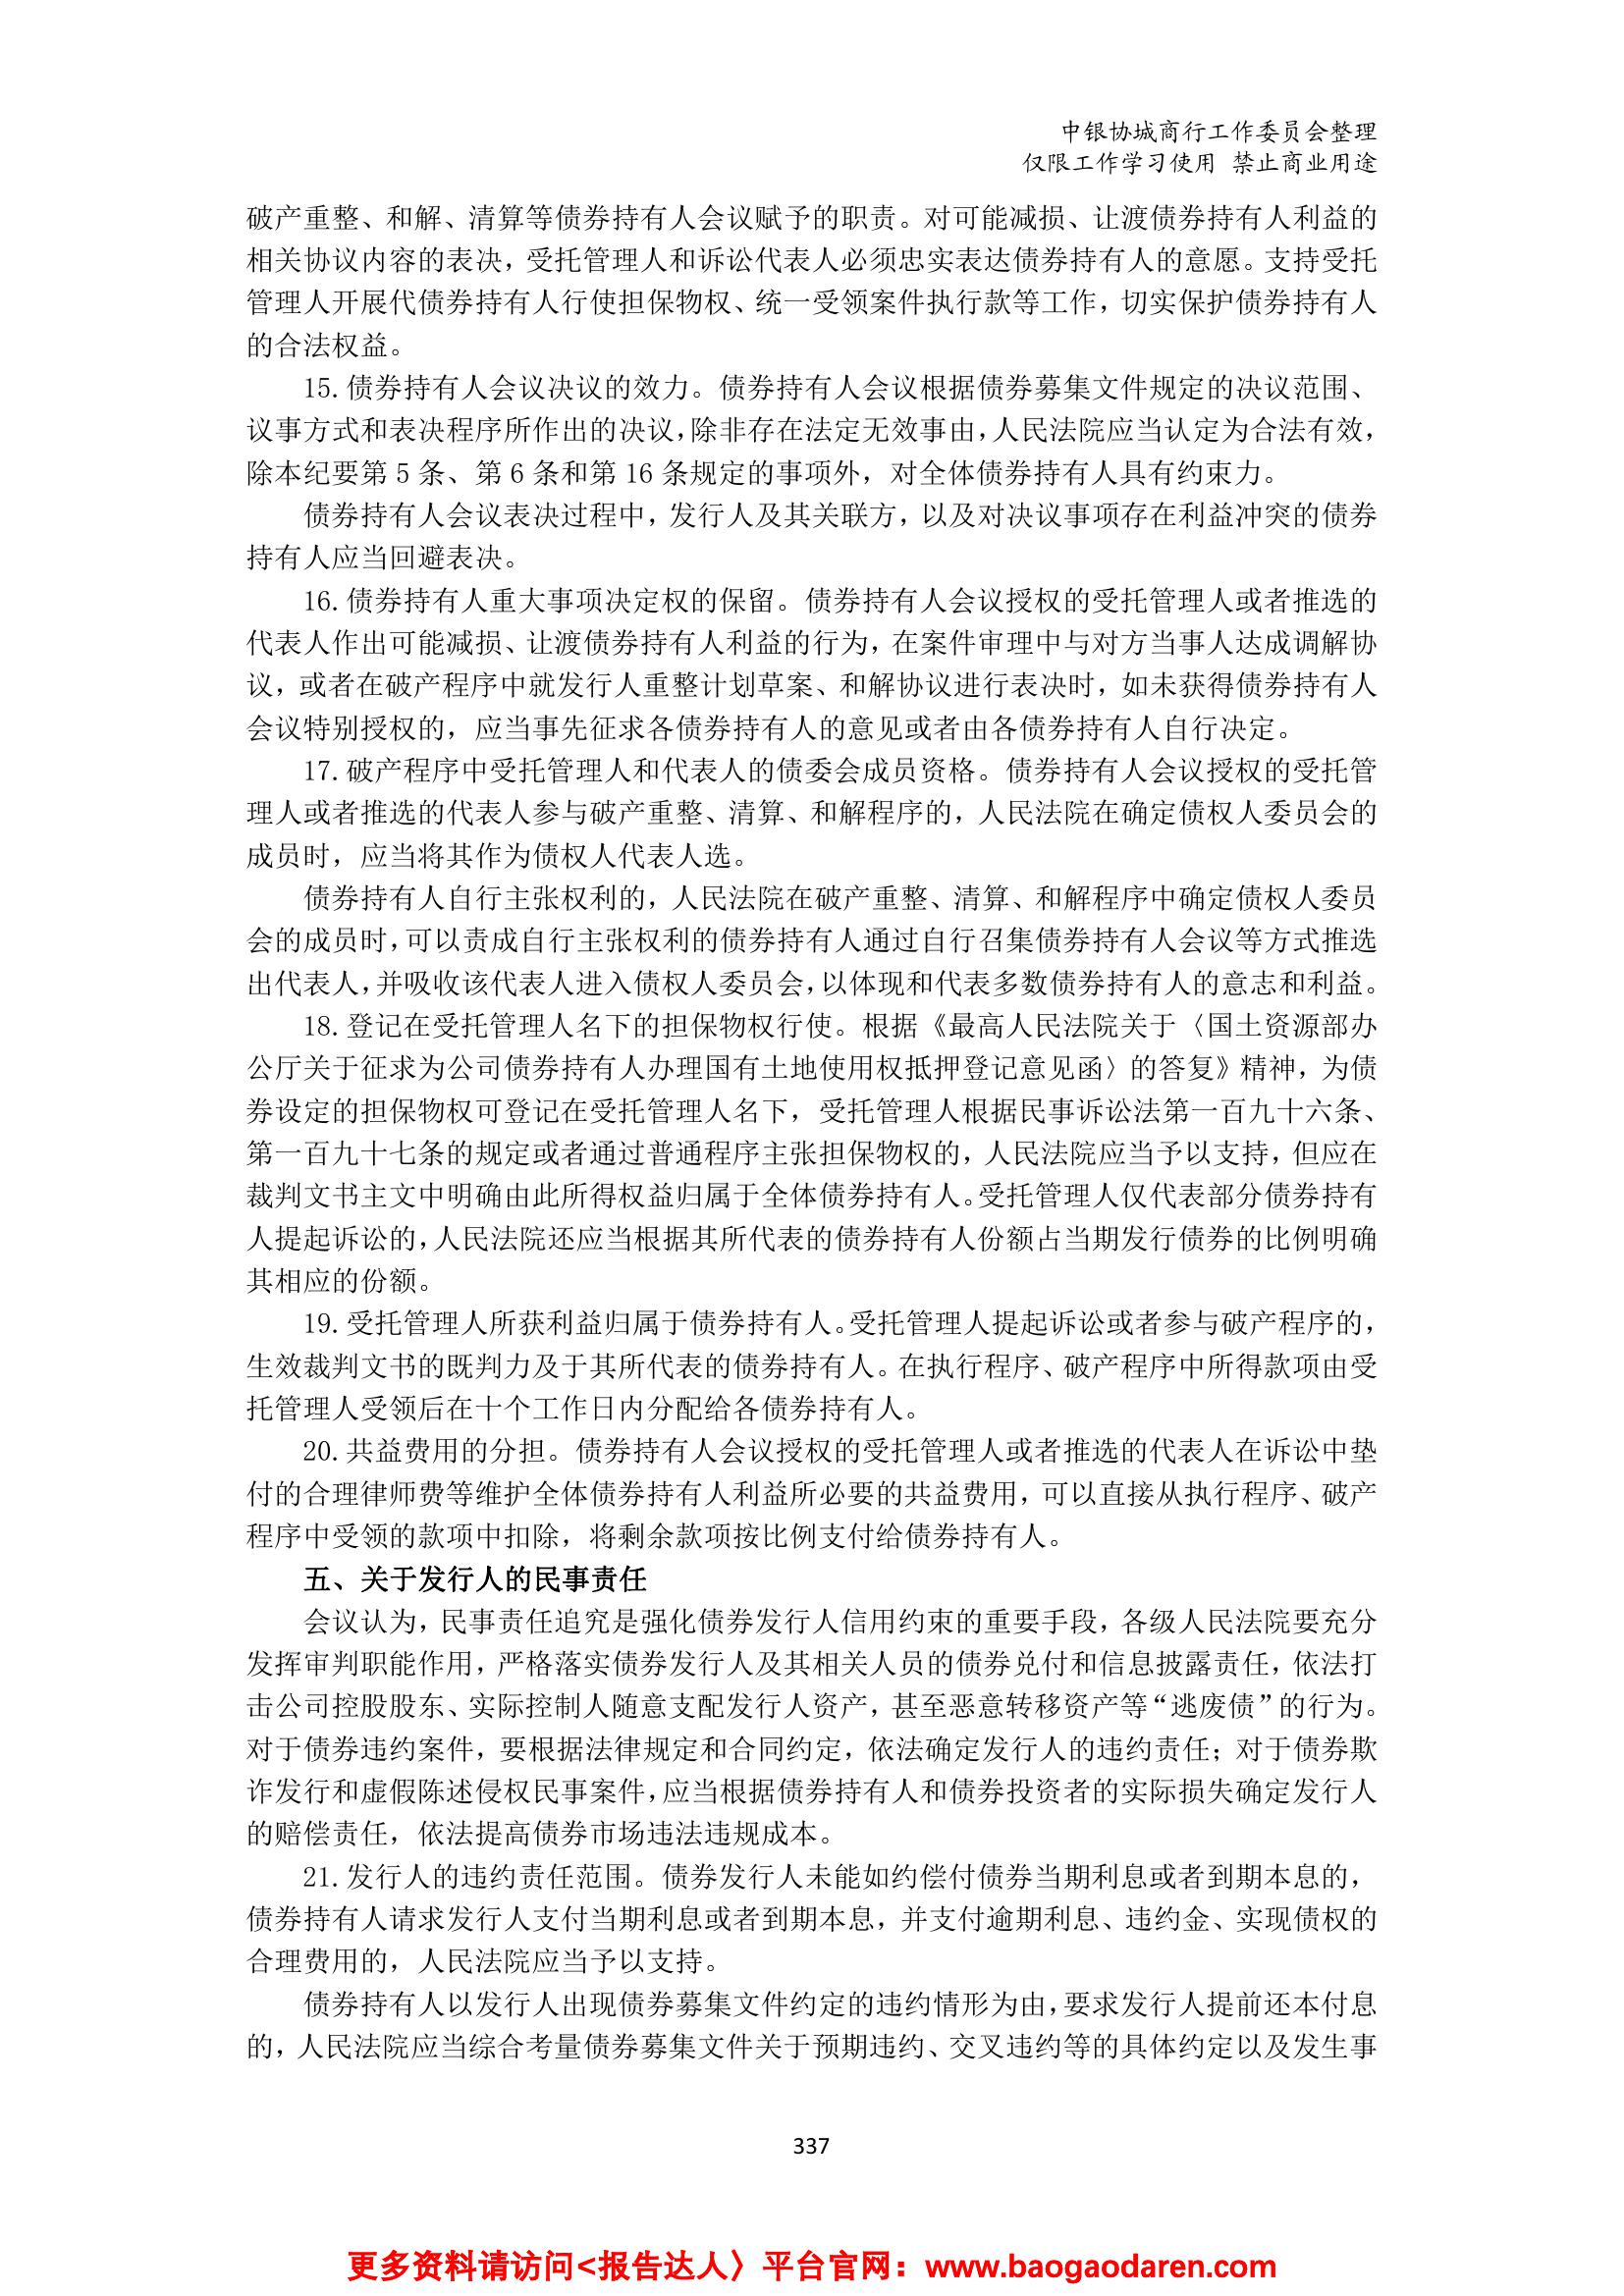 中银协城商行工作委员会整理
仅限工作学习使用 禁止商业用途
破产重整、和解、清算等债券持有人会议赋予的职责。对可能减损、让渡债券持有人利益的
相关协议内容的表决，受托管理人和诉讼代表人必须忠实表达债券持有人的意愿。支持受托
管理人开展代债券持有人行使担保物权、统一受领案件执行款等工作，切实保护债券持有人
的合法权益。
15.债券持有人会议决议的效力。债券持有人会议根据债券募集文件规定的决议范围、
议事方式和表决程序所作出的决议，除非存在法定无效事由，人民法院应当认定为合法有效，
除本纪要第 5 条、第 6 条和第 16 条规定的事项外，对全体债券持有人具有约束力。
债券持有人会议表决过程中，发行人及其关联方，以及对决议事项存在利益冲突的债券
持有人应当回避表决。
16.债券持有人重大事项决定权的保留。债券持有人会议授权的受托管理人或者推选的
代表人作出可能减损、让渡债券持有人利益的行为，在案件审理中与对方当事人达成调解协
议，或者在破产程序中就发行人重整计划草案、和解协议进行表决时，如未获得债券持有人
会议特别授权的，应当事先征求各债券持有人的意见或者由各债券持有人自行决定。
17.破产程序中受托管理人和代表人的债委会成员资格。债券持有人会议授权的受托管
理人或者推选的代表人参与破产重整、清算、和解程序的，人民法院在确定债权人委员会的
成员时，应当将其作为债权人代表人选。
债券持有人自行主张权利的，人民法院在破产重整、清算、和解程序中确定债权人委员
会的成员时，可以责成自行主张权利的债券持有人通过自行召集债券持有人会议等方式推选
出代表人，并吸收该代表人进入债权人委员会，以体现和代表多数债券持有人的意志和利益。
18.登记在受托管理人名下的担保物权行使。根据《最高人民法院关于〈国土资源部办
公厅关于征求为公司债券持有人办理国有土地使用权抵押登记意见函〉的答复》精神，为债
券设定的担保物权可登记在受托管理人名下，受托管理人根据民事诉讼法第一百九十六条、
第一百九十七条的规定或者通过普通程序主张担保物权的，人民法院应当予以支持，但应在
裁判文书主文中明确由此所得权益归属于全体债券持有人。受托管理人仅代表部分债券持有
人提起诉讼的，人民法院还应当根据其所代表的债券持有人份额占当期发行债券的比例明确
其相应的份额。
19.受托管理人所获利益归属于债券持有人。受托管理人提起诉讼或者参与破产程序的，
生效裁判文书的既判力及于其所代表的债券持有人。在执行程序、破产程序中所得款项由受
托管理人受领后在十个工作日内分配给各债券持有人。
20.共益费用的分担。债券持有人会议授权的受托管理人或者推选的代表人在诉讼中垫
付的合理律师费等维护全体债券持有人利益所必要的共益费用，可以直接从执行程序、破产
程序中受领的款项中扣除，将剩余款项按比例支付给债券持有人。
五、关于发行人的民事责任
会议认为，民事责任追究是强化债券发行人信用约束的重要手段，各级人民法院要充分
发挥审判职能作用，严格落实债券发行人及其相关人员的债券兑付和信息披露责任，依法打
击公司控股股东、实际控制人随意支配发行人资产，甚至恶意转移资产等“逃废债”的行为。
对于债券违约案件，要根据法律规定和合同约定，依法确定发行人的违约责任；对于债券欺
诈发行和虚假陈述侵权民事案件，应当根据债券持有人和债券投资者的实际损失确定发行人
的赔偿责任，依法提高债券市场违法违规成本。
21.发行人的违约责任范围。债券发行人未能如约偿付债券当期利息或者到期本息的，
债券持有人请求发行人支付当期利息或者到期本息，并支付逾期利息、违约金、实现债权的
合理费用的，人民法院应当予以支持。
债券持有人以发行人出现债券募集文件约定的违约情形为由，要求发行人提前还本付息
的，人民法院应当综合考量债券募集文件关于预期违约、交叉违约等的具体约定以及发生事
337
更多资料请访问<报告达人〉平台官网：www.baogaodaren.com